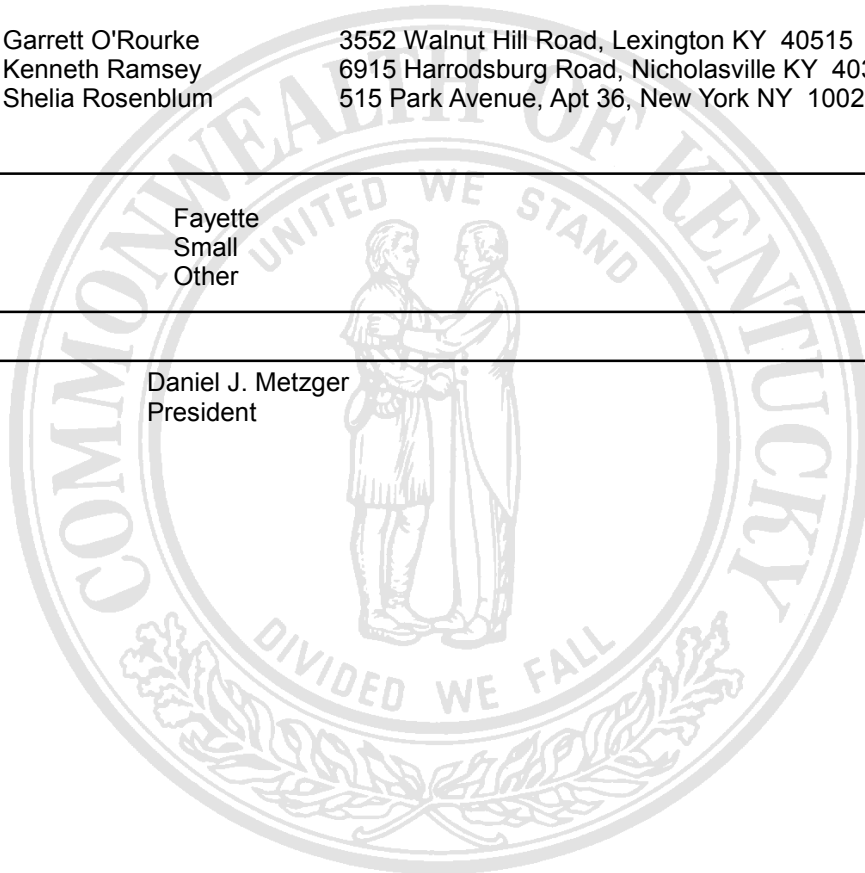 Garrett O'Rourke 3552 Walnut Hill Road, Lexington KY 40515
Kenneth Ramsey 6915 Harrodsburg Road, Nicholasville KY
Shelia Rosenblum 515 Park Avenue, Apt 36, New York NY
Fayette
Small
Other
Daniel J. Metzger
President
COMMONWEALTH OF KENTUCKY
UNITED WE STAND
DIVIDED WE FALL